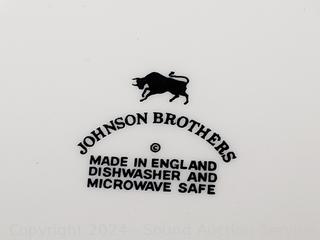 JOHNSON BROTHERS
©
MADE IN ENGLAND
DISHWASHER AND
MICROWAVE SAFE
Copyright 2024 - Sound Auction Service